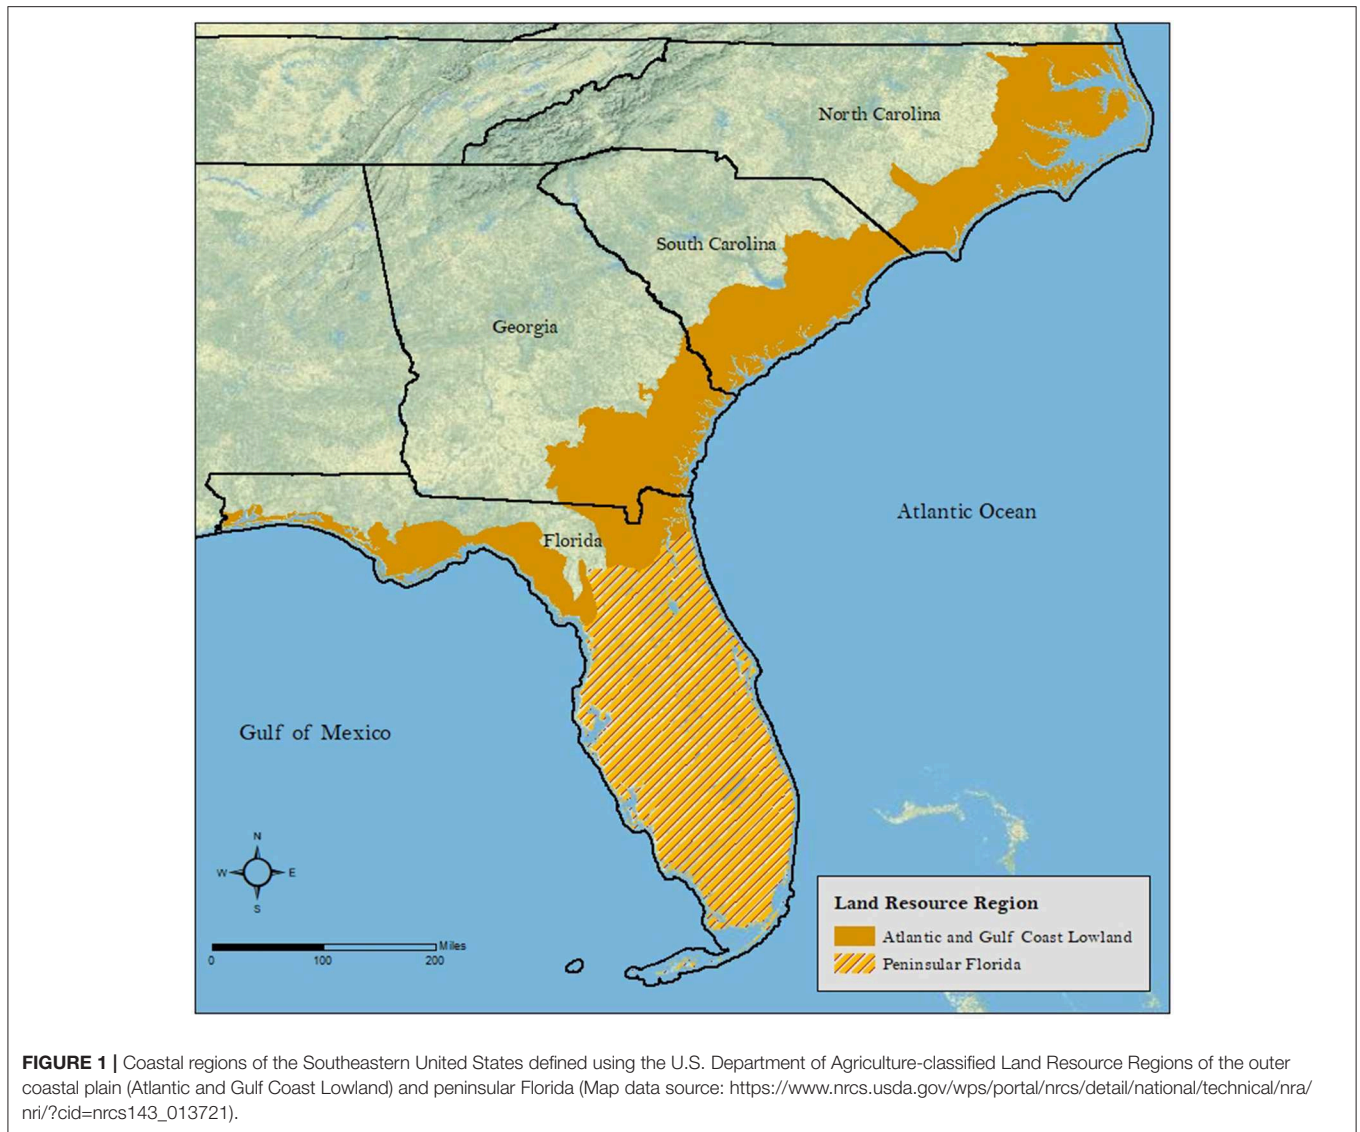 North Carolina
South Carolina
Georgia
Atlantic Ocean
Florida
Gulf of Mexico
N
W E
S
Miles
0 100 200
Land Resource Region
Atlantic and Gulf Coast Lowland
Peninsular Florida
FIGURE 1 | Coastal regions of the Southeastern United States defined using the U.S. Department of Agriculture-classified Land Resource Regions of the outer
coastal plain (Atlantic and Gulf Coast Lowland) and peninsular Florida (Map data source: https://www.nrcs.usda.gov/wps/portal/nrcs/detail/national/technical/nra/
nri/?cid=nrcs143_013721).